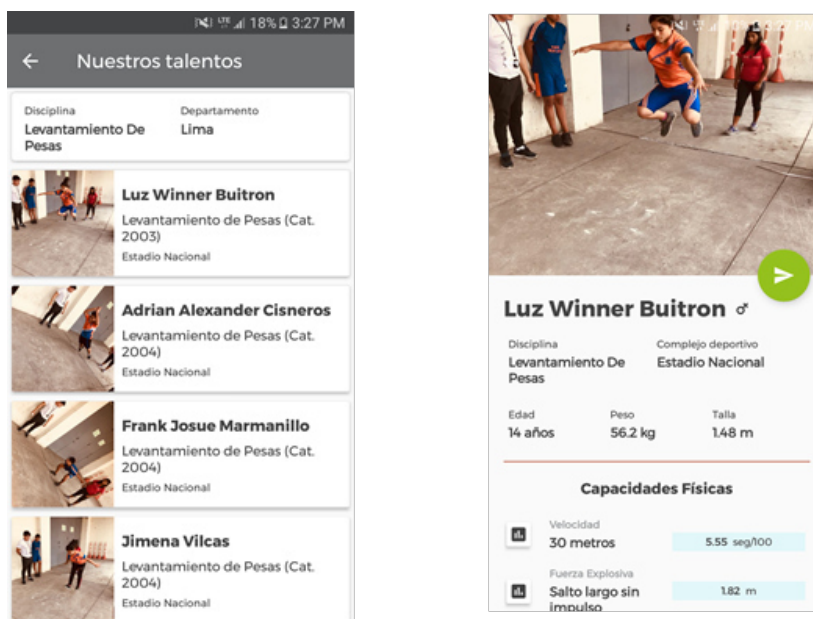 18% 3:27 PM
Nuestros talentos
Disciplina
Departamento
Levantamiento De
Pesas
Lima
Luz Winner Buitron
Levantamiento de Pesas (Cat.
2003)
Estadio Nacional
Adrian Alexander Cisneros
Levantamiento de Pesas (Cat.
2004)
Estadio Nacional
Frank Josue Marmanillo
Levantamiento de Pesas (Cat.
2004)
Estadio Nacional
Jimena Vilcas
Levantamiento de Pesas (Cat.
2004)
Estadio Nacional
3:27 PM
Luz Winner Buitron ♂
Disciplina
Complejo deportivo
Levantamiento De
Pesas
Estadio Nacional
Edad
Peso
Talla
14 años
56.2 kg
1.48 m
Capacidades Físicas
Velocidad
30 metros
5.55 seg/100
Fuerza Explosiva
Salto largo sin
impulso
1.82 m